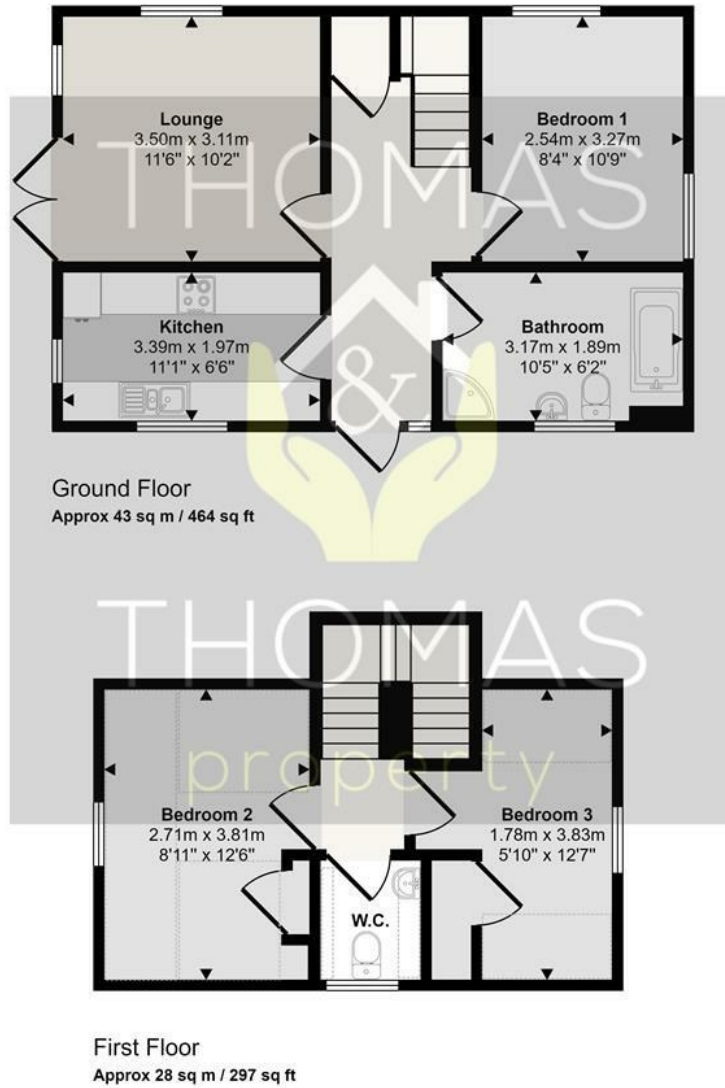 Lounge
3.50m x 3.11m
11'6" x 10'2"
Bedroom 1
2.54m x 3.27m
8'4" x 10'9"
THOMAS
Kitchen
3.39m x 1.97m
11'1" x 6'6"
Bathroom
3.17m x 1.89m
10'5" x 6'2"
&
Ground Floor
Approx 43 sq m / 464 sq ft
THOMAS
property
Bedroom 2
2.71m x 3.81m
8'11" x 12'6"
Bedroom 3
1.78m x 3.83m
5'10" x 12'7"
W.C.
First Floor
Approx 28 sq m / 297 sq ft